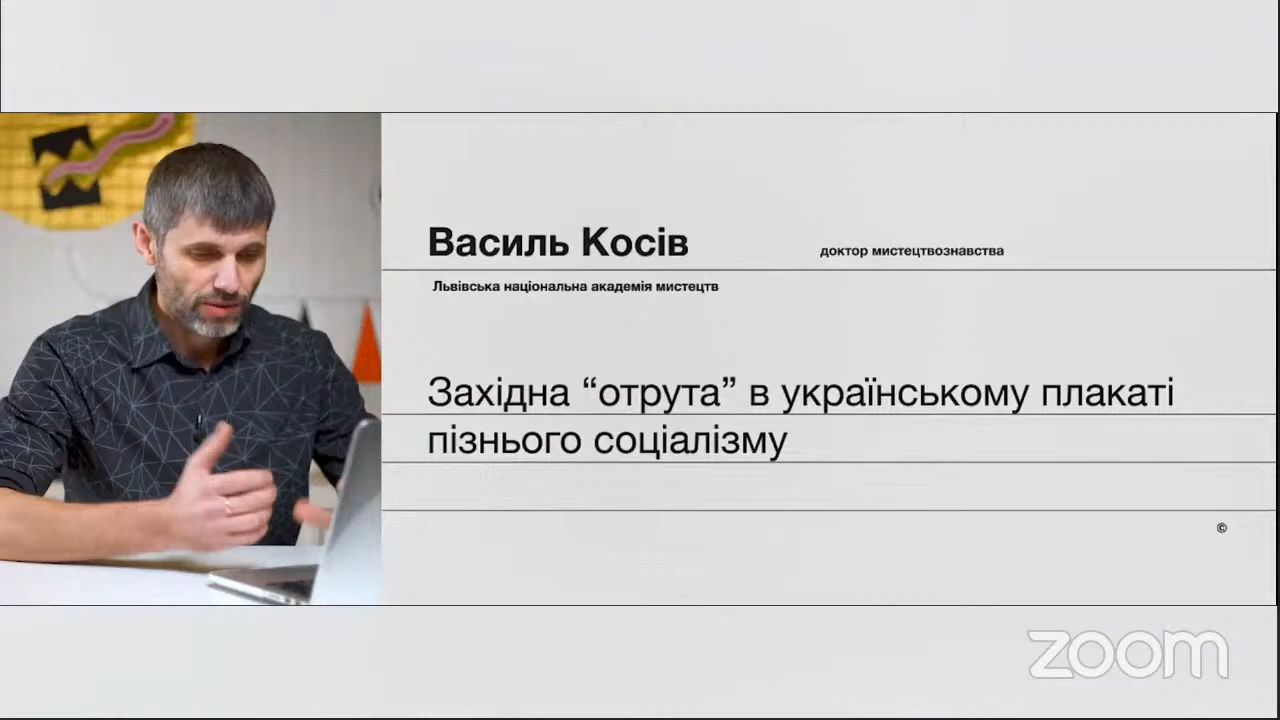 Василь Косів
доктор мистецтвознавства
Львівська національна академія мистецтв
Західна “отрута” в українському плакаті
пізнього соціалізму
©
zoom